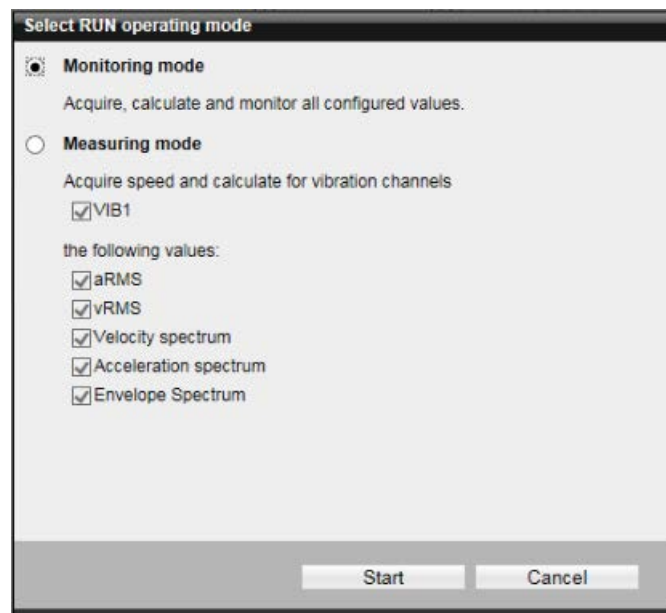 Select RUN operating mode
Monitoring mode
Acquire, calculate and monitor all configured values.
Measuring mode
Acquire speed and calculate for vibration channels
VIB1
the following values:
aRMS
vRMS
Velocity spectrum
Acceleration spectrum
Envelope Spectrum
Start Cancel